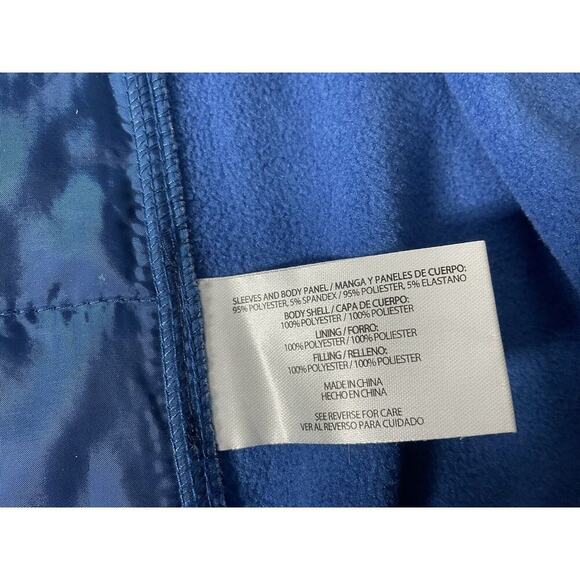 SLEEVES AND BODY PANEL / MANGA Y PANELES DE CUERPO:
95% POLYESTER, 5% SPANDEX / 95% POLIESTER, 5% ELASTANO
BODY SHELL / CAPA DE CUERPO:
100% POLYESTER / 100% POLIESTER
LINING / FORRO:
100% POLYESTER / 100% POLIESTER
FILLING / RELLENO:
100% POLYESTER / 100% POLIESTER
MADE IN CHINA
HECHO EN CHINA
SEE REVERSE FOR CARE
VER AL REVERSO PARA CUIDADO